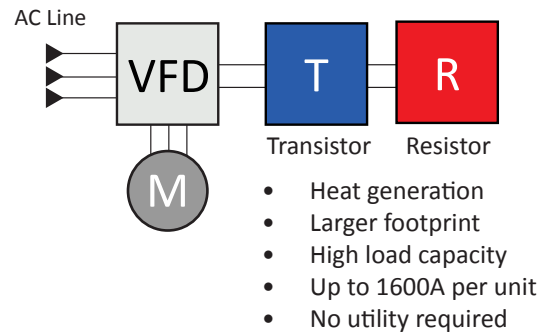 AC Line
VFD
T
R
Transistor
Resistor
M
• Heat generation
• Larger footprint
• High load capacity
• Up to 1600A per unit
• No utility required